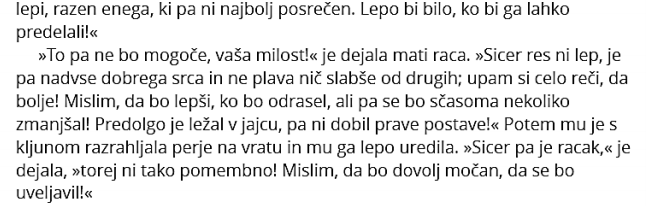 lepi, razen enega, ki pa ni najbolj posrečen. Lepo bi bilo, ko bi ga lahko
predelali!«
»To pa ne bo mogoče, vaša milost!« je dejala mati raca. »Sicer res ni lep, je
pa nadvse dobrega srca in ne plava nič slabše od drugih; upam si celo reči, da
bolje! Mislim, da bo lepši, ko bo odrasel, ali pa se bo sčasoma nekoliko
zmanjšal! Predolgo je ležal v jajcu, pa ni dobil prave postave!« Potem mu je s
kljunom razrahljala perje na vratu in mu ga lepo uredila. »Sicer pa je racak,« je
dejala, »torej ni tako pomembno! Mislim, da bo dovolj močan, da se bo
uveljavil!«